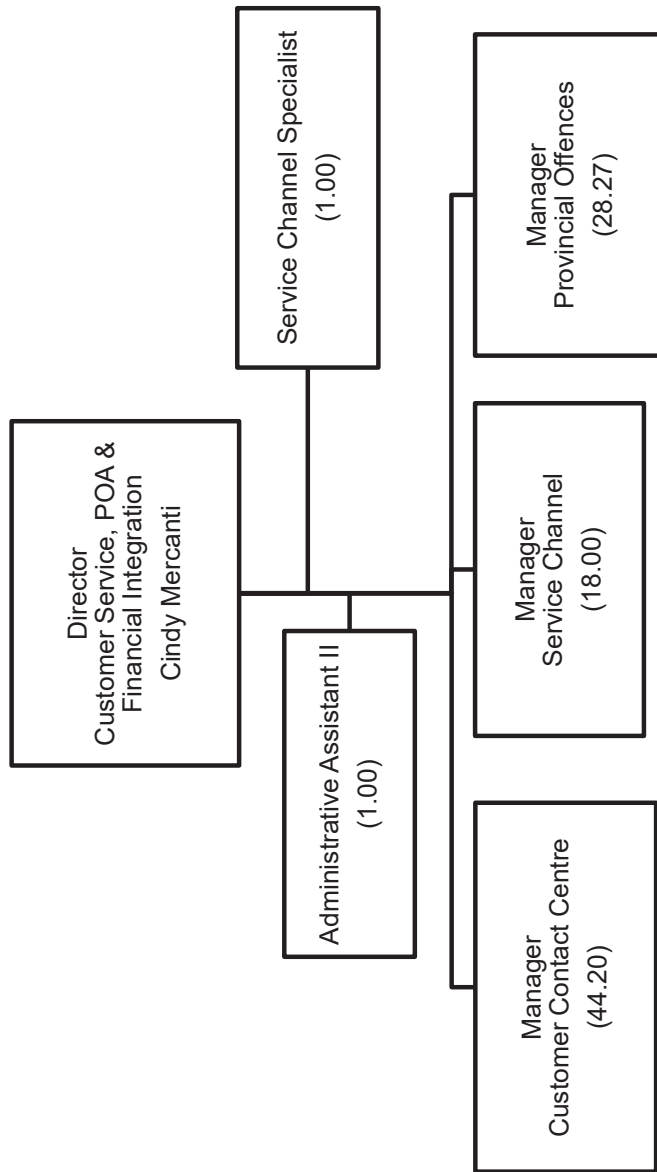 Director
Customer Service, POA &
Financial Integration
Cindy Mercanti
Service Channel Specialist
(1.00)
Administrative Assistant II
(1.00)
Manager
Customer Contact Centre
(44.20)
Manager
Service Channel
(18.00)
Manager
Provincial Offences
(28.27)